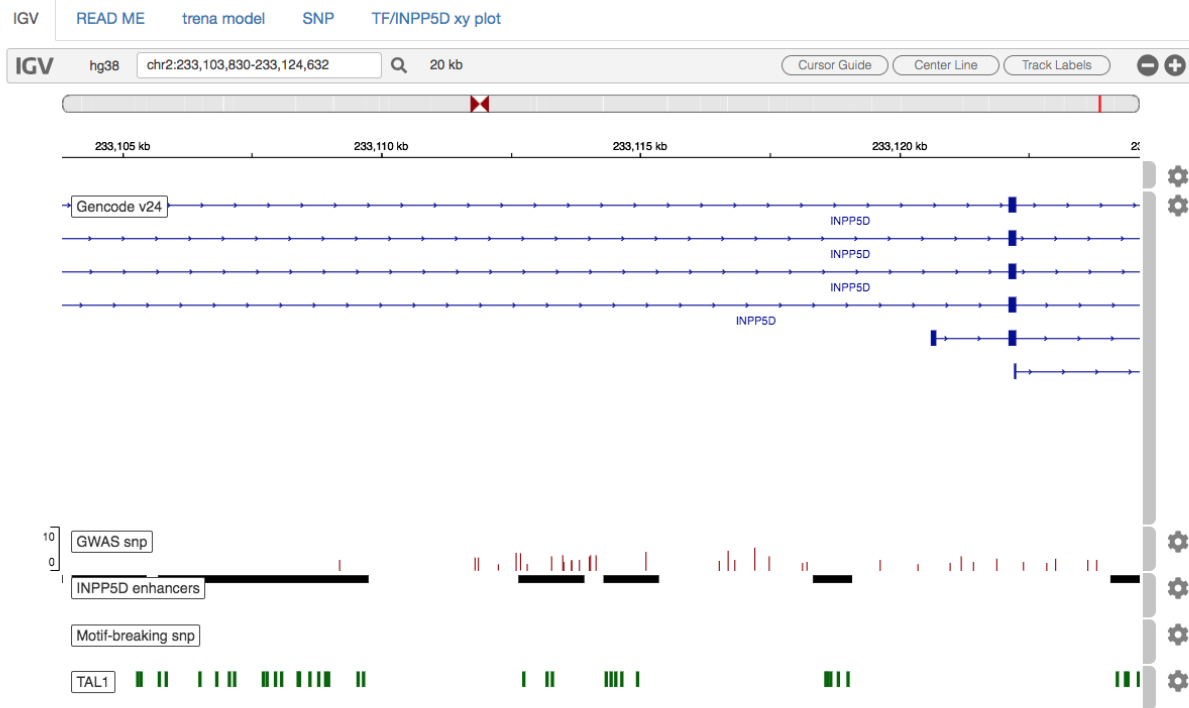 IGV READ ME trena model SNP TF/INPP5D xy plot
IGV hg38 chr2:233,103,830-233,124,632 20 kb Cursor Guide Center Line Track Labels
233,105 kb 233,110 kb 233,115 kb 233,120 kb
Gencode v24
INPP5D
INPP5D
INPP5D
INPP5D
10
GWAS snp
0
INPP5D enhancers
Motif-breaking snp
TAL1